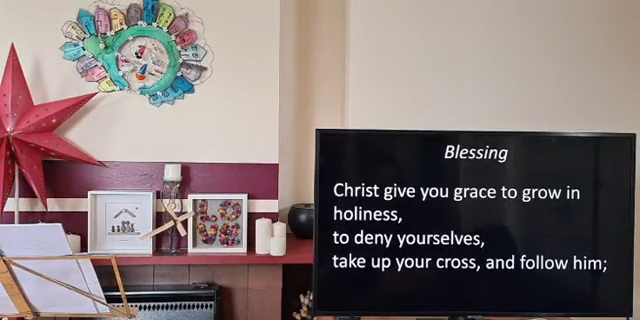 Blessing
Christ give you grace to grow in
holiness,
to deny yourselves,
take up your cross, and follow him;